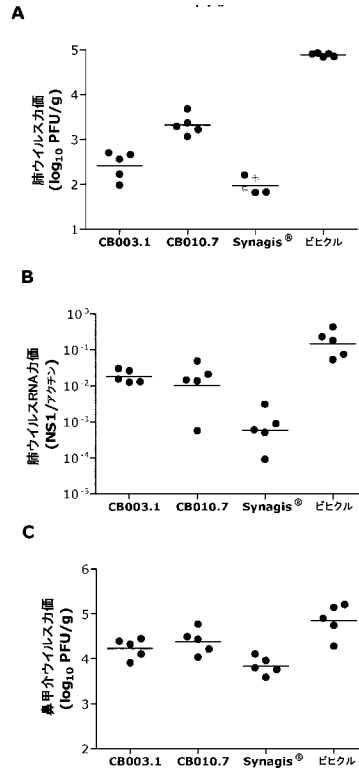 A
肺ウイルス力価
(log10 PFU/g)
5
4
3
2
1
CB003.1 CB010.7 Synagis® ビヒクル
B
肺ウイルスRNA力価
(NS1/アクチン)
10⁰
10⁻¹
10⁻²
10⁻³
10⁻⁴
10⁻⁵
CB003.1 CB010.7 Synagis® ビヒクル
C
鼻甲介ウイルス力価
(log10 PFU/g)
6
5
4
3
2
CB003.1 CB010.7 Synagis® ビヒクル